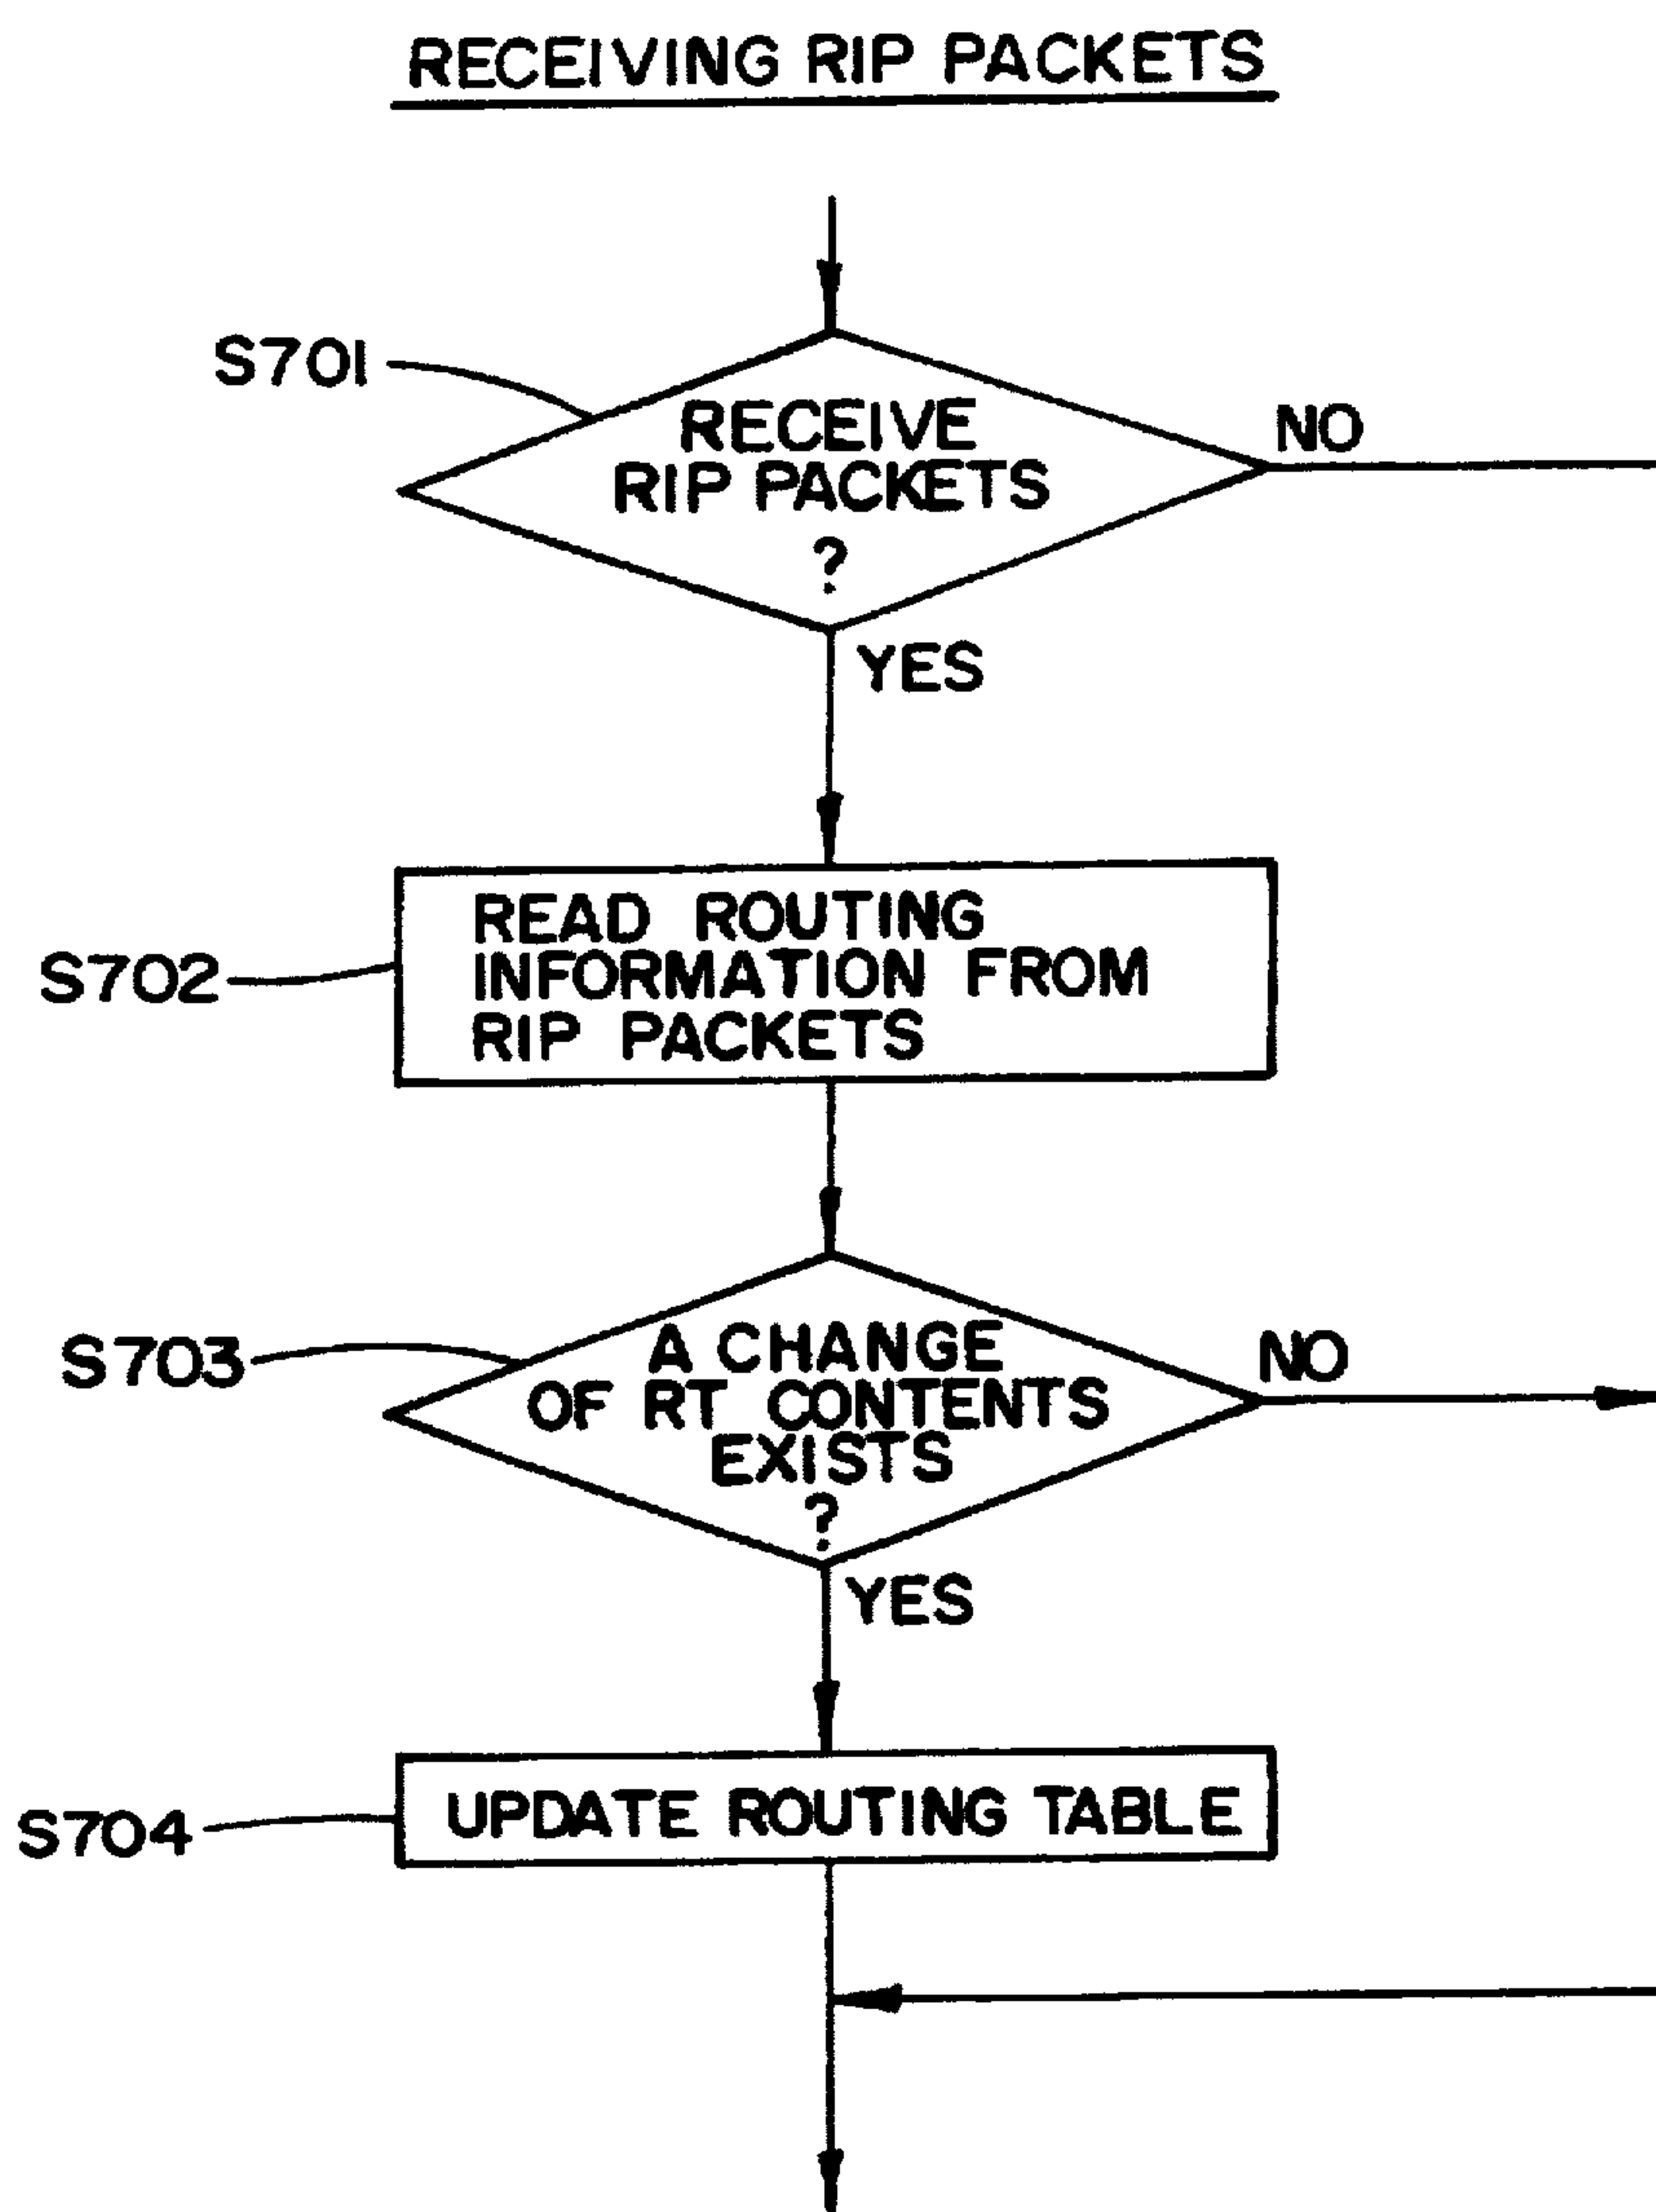 RECEIVING RIP PACKETS
S701
RECEIVE
RIP PACKETS
?
NO
YES
S702
READ ROUTING
INFORMATION FROM
RIP PACKETS
S703
A CHANGE
OF RT CONTENTS
EXISTS
?
NO
YES
S704
UPDATE ROUTING TABLE